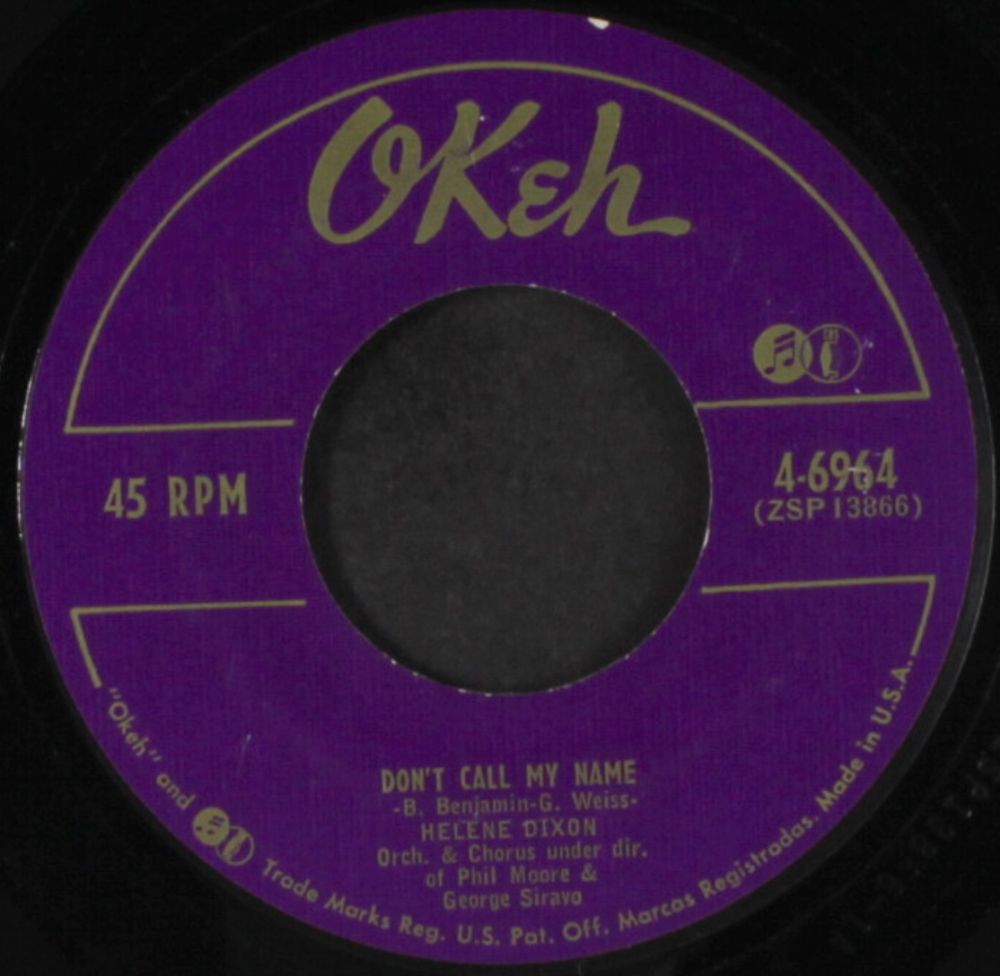 OKeh
CBS
45 RPM
4-6964
(ZSP 13866)
DON'T CALL MY NAME
-B. Benjamin-G. Weiss-
HELENE DIXON
Orch. & Chorus under dir.
of Phil Moore &
George Siravo
"Okeh" and Trade Marks Reg. U.S. Pat. Off. Marcas Registradas. Made in U.S.A.